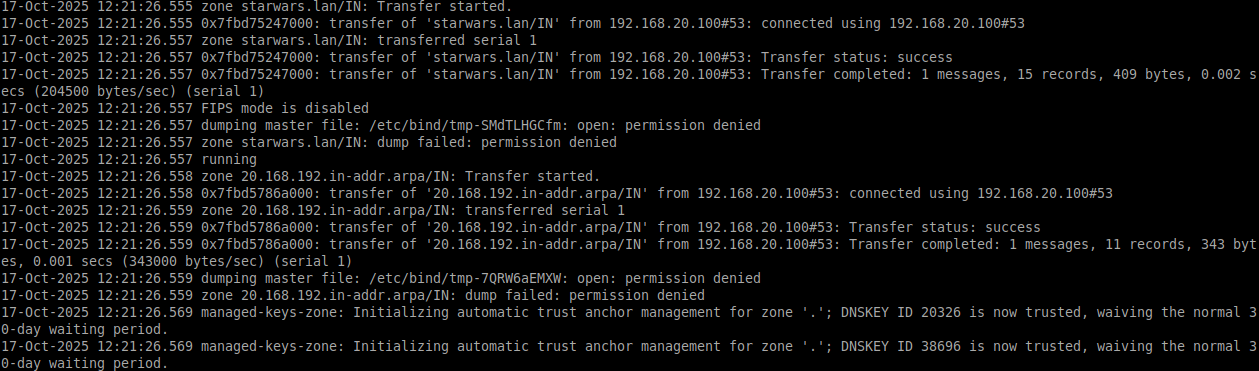 17-Oct-2025 12:21:26.555 zone starwars.lan/IN: Transfer started.
17-Oct-2025 12:21:26.555 0x7fbd75247000: transfer of 'starwars.lan/IN' from 192.168.20.100#53: connected using 192.168.20.100#53
17-Oct-2025 12:21:26.557 zone starwars.lan/IN: transferred serial 1
17-Oct-2025 12:21:26.557 0x7fbd75247000: transfer of 'starwars.lan/IN' from 192.168.20.100#53: Transfer status: success
17-Oct-2025 12:21:26.557 0x7fbd75247000: transfer of 'starwars.lan/IN' from 192.168.20.100#53: Transfer completed: 1 messages, 15 records, 409 bytes, 0.002 s
ecs (204500 bytes/sec) (serial 1)
17-Oct-2025 12:21:26.557 FIPS mode is disabled
17-Oct-2025 12:21:26.557 dumping master file: /etc/bind/tmp-SMdTLHGCfm: open: permission denied
17-Oct-2025 12:21:26.557 zone starwars.lan/IN: dump failed: permission denied
17-Oct-2025 12:21:26.557 running
17-Oct-2025 12:21:26.558 zone 20.168.192.in-addr.arpa/IN: Transfer started.
17-Oct-2025 12:21:26.558 0x7fbd5786a000: transfer of '20.168.192.in-addr.arpa/IN' from 192.168.20.100#53: connected using 192.168.20.100#53
17-Oct-2025 12:21:26.559 zone 20.168.192.in-addr.arpa/IN: transferred serial 1
17-Oct-2025 12:21:26.559 0x7fbd5786a000: transfer of '20.168.192.in-addr.arpa/IN' from 192.168.20.100#53: Transfer status: success
17-Oct-2025 12:21:26.559 0x7fbd5786a000: transfer of '20.168.192.in-addr.arpa/IN' from 192.168.20.100#53: Transfer completed: 1 messages, 11 records, 343 byt
es, 0.001 secs (343000 bytes/sec) (serial 1)
17-Oct-2025 12:21:26.559 dumping master file: /etc/bind/tmp-7QRW6aEMXW: open: permission denied
17-Oct-2025 12:21:26.559 zone 20.168.192.in-addr.arpa/IN: dump failed: permission denied
17-Oct-2025 12:21:26.569 managed-keys-zone: Initializing automatic trust anchor management for zone '.'; DNSKEY ID 20326 is now trusted, waiving the normal 3
0-day waiting period.
17-Oct-2025 12:21:26.569 managed-keys-zone: Initializing automatic trust anchor management for zone '.'; DNSKEY ID 38696 is now trusted, waiving the normal 3
0-day waiting period.